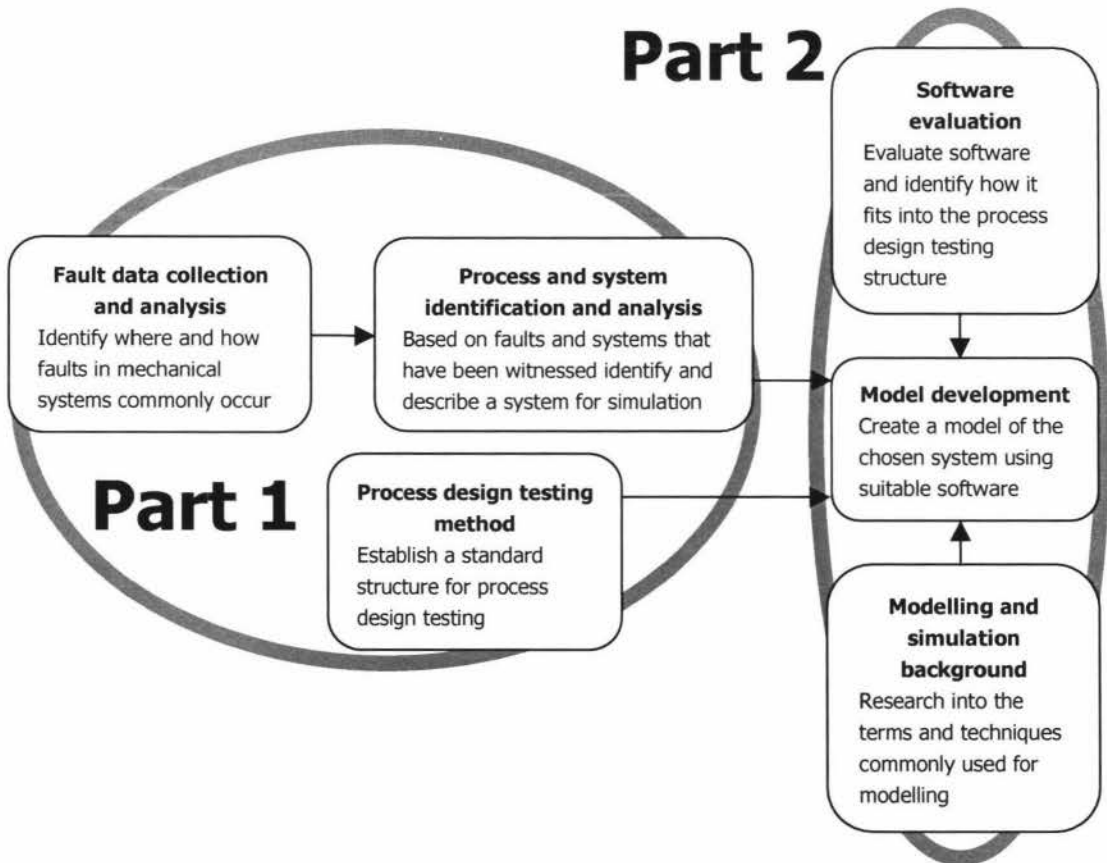 Part 2
Software
evaluation
Evaluate software
and identify how it
fits into the process
design testing
structure
Fault data collection
and analysis
Identify where and how
faults in mechanical
systems commonly occur
Process and system
identification and analysis
Based on faults and systems that
have been witnessed identify and
describe a system for simulation
Model development
Create a model of the
chosen system using
suitable software
Part 1
Process design testing
method
Establish a standard
structure for process
design testing
Modelling and
simulation
background
Research into the
terms and techniques
commonly used for
modelling